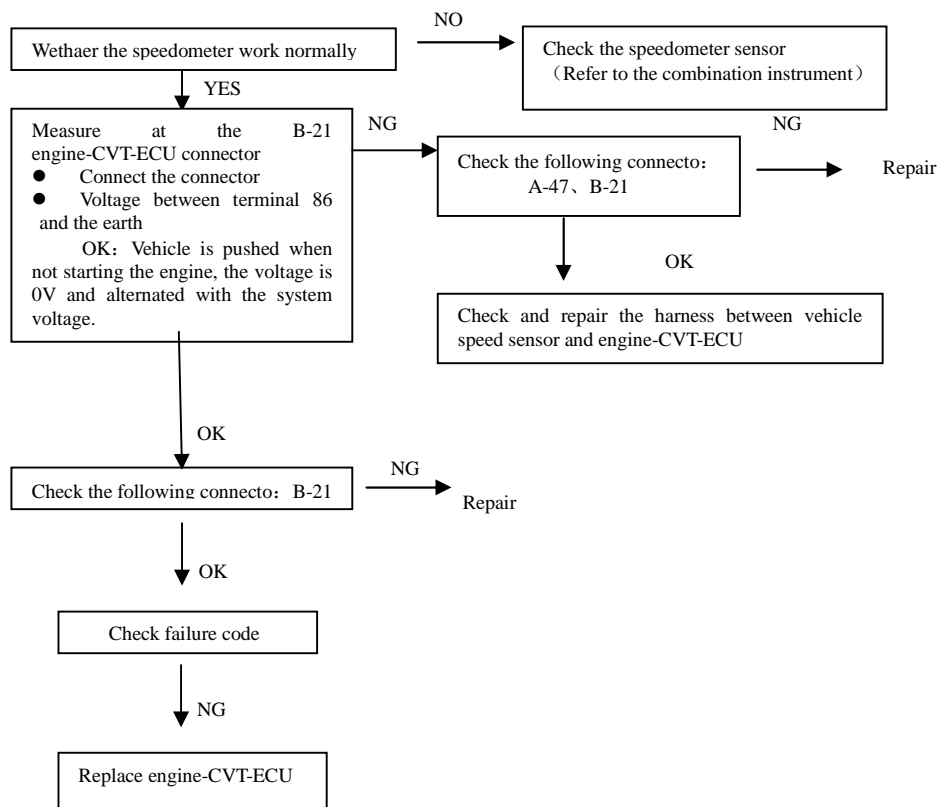 NO
Wethaer the speedometer work normally
Check the speedometer sensor
（Refer to the combination instrument）
YES
Measure at the B-21
engine-CVT-ECU connector
● Connect the connector
● Voltage between terminal 86
and the earth
OK：Vehicle is pushed when
not starting the engine, the voltage is
0V and alternated with the system
voltage.
NG
Check the following connecto：
A-47、B-21
NG
Repair
OK
Check and repair the harness between vehicle
speed sensor and engine-CVT-ECU
OK
Check the following connecto：B-21
NG
Repair
OK
Check failure code
NG
Replace engine-CVT-ECU